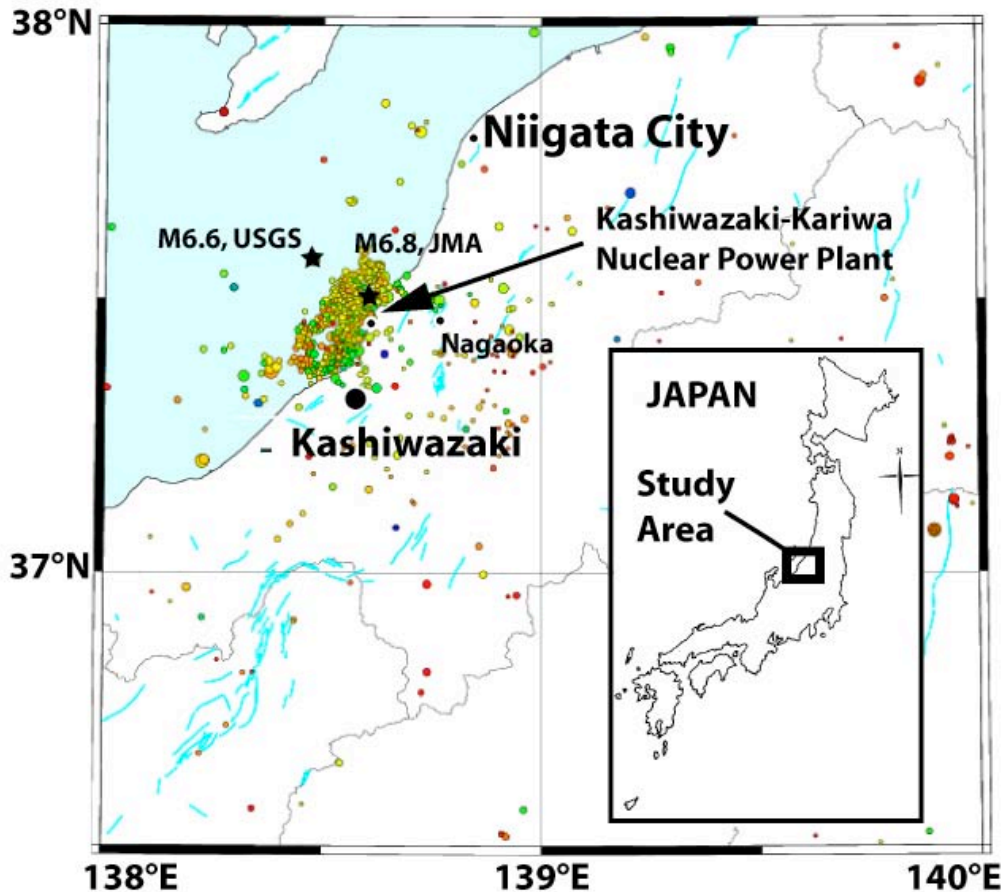 38°N
Niigata City
M6.6, USGS
M6.8, JMA
Kashiwazaki-Kariwa
Nuclear Power Plant
Nagaoka
Kashiwazaki
JAPAN
N
Study
Area
37°N
138°E
139°E
140°E